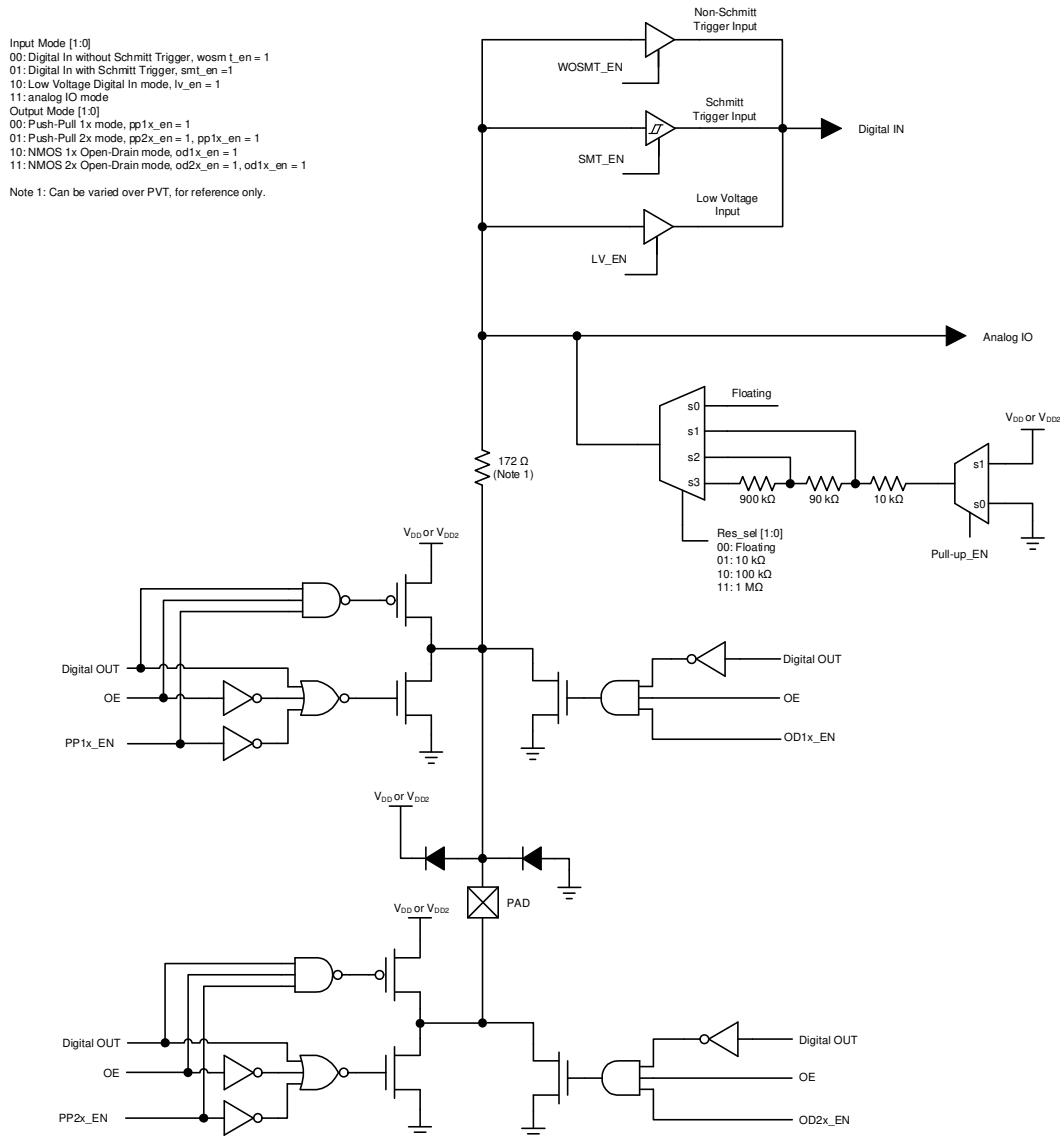 Non-Schmitt
Trigger Input
Input Mode [1:0]
00: Digital In without Schmitt Trigger, wosm t_en = 1
01: Digital In with Schmitt Trigger, smt_en =1
10: Low Voltage Digital In mode, lv_en = 1
11: analog IO mode
Output Mode [1:0]
00: Push-Pull 1x mode, pp1x_en = 1
01: Push-Pull 2x mode, pp2x_en = 1, pp1x_en = 1
10: NMOS 1x Open-Drain mode, od1x_en = 1
11: NMOS 2x Open-Drain mode, od2x_en = 1, od1x_en = 1
Note 1: Can be varied over PVT, for reference only.
WOSMT_EN
Schmitt
Trigger Input
Digital IN
SMT_EN
Low Voltage
Input
LV_EN
Analog IO
Floating
s0
s1
s2
s3
900 kΩ
90 kΩ
10 kΩ
VDD or VDD2
s1
s0
Pull-up_EN
172 Ω
(Note 1)
Res_sel [1:0]
00: Floating
01: 10 kΩ
10: 100 kΩ
11: 1 MΩ
VDD or VDD2
Digital OUT
OE
PP1x_EN
Digital OUT
OE
OD1x_EN
VDD or VDD2
PAD
VDD or VDD2
Digital OUT
OE
PP2x_EN
Digital OUT
OE
OD2x_EN